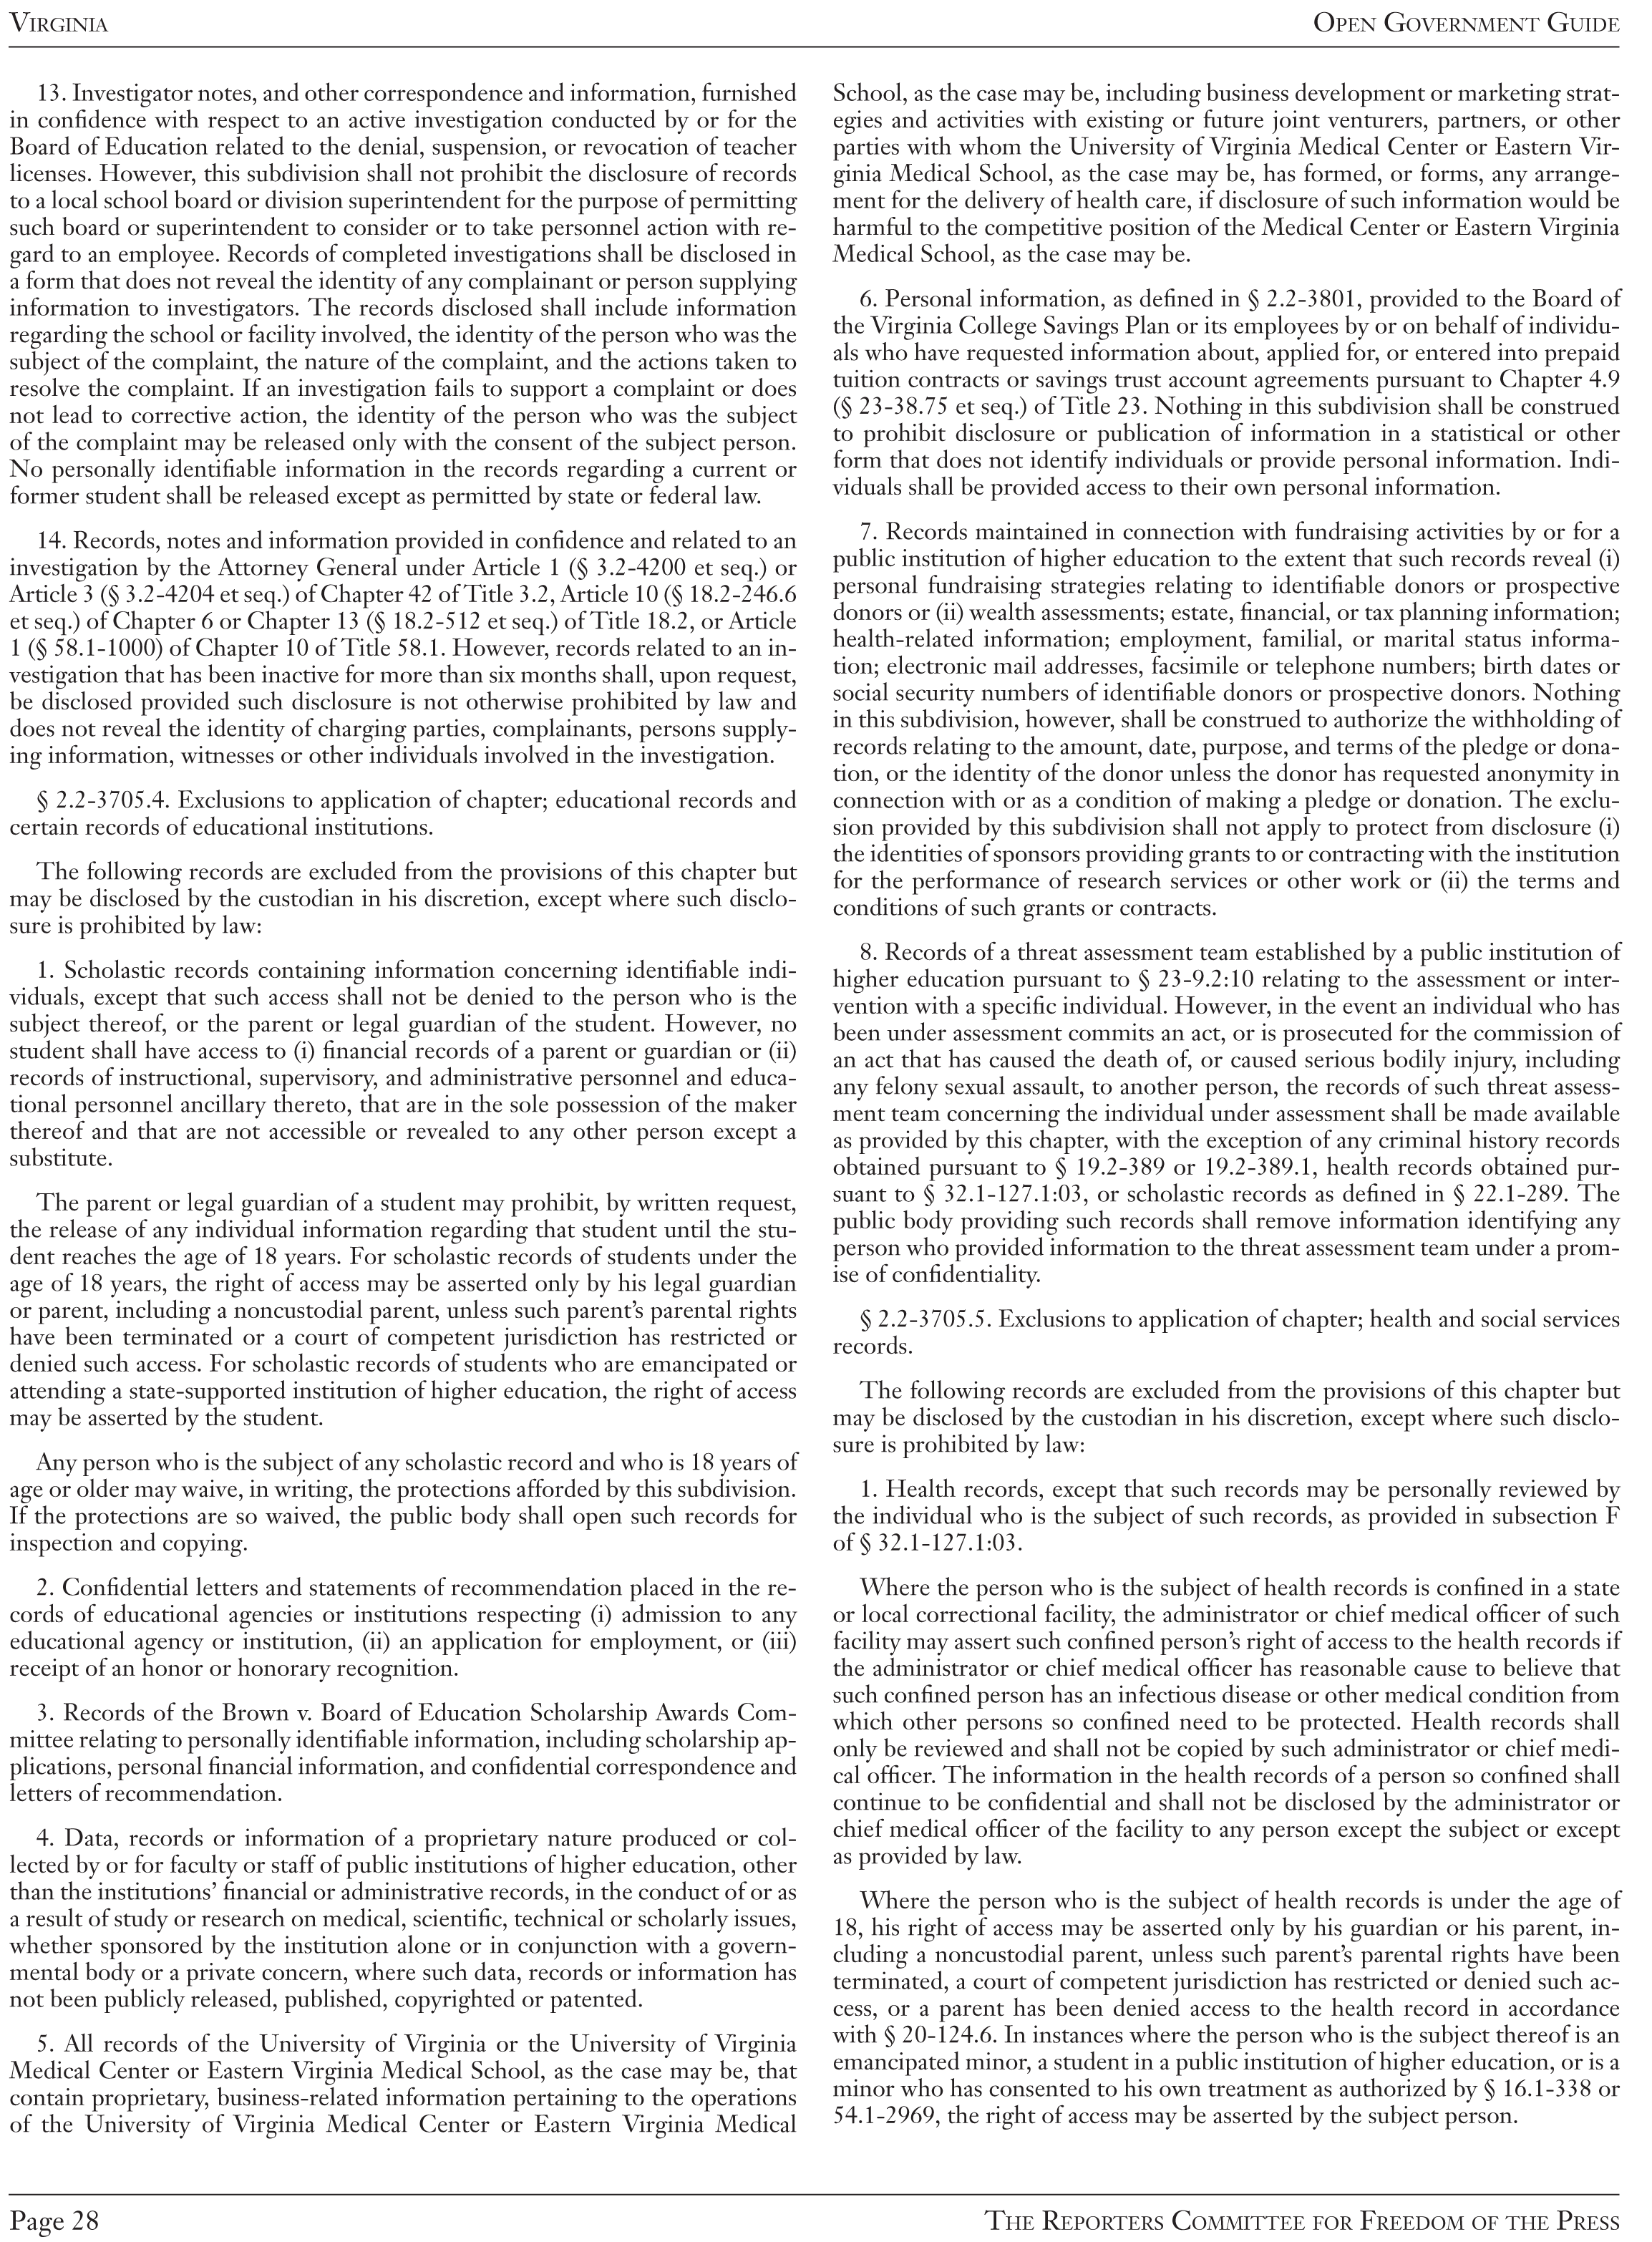 VIRGINIA
OPEN GOVERNMENT GUIDE
13. Investigator notes, and other correspondence and information, furnished
in confidence with respect to an active investigation conducted by or for the
Board of Education related to the denial, suspension, or revocation of teacher
licenses. However, this subdivision shall not prohibit the disclosure of records
to a local school board or division superintendent for the purpose of permitting
such board or superintendent to consider or to take personnel action with re-
gard to an employee. Records of completed investigations shall be disclosed in
a form that does not reveal the identity of any complainant or person supplying
information to investigators. The records disclosed shall include information
regarding the school or facility involved, the identity of the person who was the
subject of the complaint, the nature of the complaint, and the actions taken to
resolve the complaint. If an investigation fails to support a complaint or does
not lead to corrective action, the identity of the person who was the subject
of the complaint may be released only with the consent of the subject person.
No personally identifiable information in the records regarding a current or
former student shall be released except as permitted by state or federal law.
14. Records, notes and information provided in confidence and related to an
investigation by the Attorney General under Article 1 (§ 3.2-4200 et seq.) or
Article 3 (§ 3.2-4204 et seq.) of Chapter 42 of Title 3.2, Article 10 (§ 18.2-246.6
et seq.) of Chapter 6 or Chapter 13 (§ 18.2-512 et seq.) of Title 18.2, or Article
1 (§ 58.1-1000) of Chapter 10 of Title 58.1. However, records related to an in-
vestigation that has been inactive for more than six months shall, upon request,
be disclosed provided such disclosure is not otherwise prohibited by law and
does not reveal the identity of charging parties, complainants, persons supply-
ing information, witnesses or other individuals involved in the investigation.
§ 2.2-3705.4. Exclusions to application of chapter; educational records and
certain records of educational institutions.
The following records are excluded from the provisions of this chapter but
may be disclosed by the custodian in his discretion, except where such disclo-
sure is prohibited by law:
1. Scholastic records containing information concerning identifiable indi-
viduals, except that such access shall not be denied to the person who is the
subject thereof, or the parent or legal guardian of the student. However, no
student shall have access to (i) financial records of a parent or guardian or (ii)
records of instructional, supervisory, and administrative personnel and educa-
tional personnel ancillary thereto, that are in the sole possession of the maker
thereof and that are not accessible or revealed to any other person except a
substitute.
The parent or legal guardian of a student may prohibit, by written request,
the release of any individual information regarding that student until the stu-
dent reaches the age of 18 years. For scholastic records of students under the
age of 18 years, the right of access may be asserted only by his legal guardian
or parent, including a noncustodial parent, unless such parent's parental rights
have been terminated or a court of competent jurisdiction has restricted or
denied such access. For scholastic records of students who are emancipated or
attending a state-supported institution of higher education, the right of access
may be asserted by the student.
Any person who is the subject of any scholastic record and who is 18 years of
age or older may waive, in writing, the protections afforded by this subdivision.
If the protections are so waived, the public body shall open such records for
inspection and copying.
2. Confidential letters and statements of recommendation placed in the re-
cords of educational agencies or institutions respecting (i) admission to any
educational agency or institution, (ii) an application for employment, or (iii)
receipt of an honor or honorary recognition.
3. Records of the Brown v. Board of Education Scholarship Awards Com-
mittee relating to personally identifiable information, including scholarship ap-
plications, personal financial information, and confidential correspondence and
letters of recommendation.
4. Data, records or information of a proprietary nature produced or col-
lected by or for faculty or staff of public institutions of higher education, other
than the institutions' financial or administrative records, in the conduct of or as
a result of study or research on medical, scientific, technical or scholarly issues,
whether sponsored by the institution alone or in conjunction with a govern-
mental body or a private concern, where such data, records or information has
not been publicly released, published, copyrighted or patented.
5. All records of the University of Virginia or the University of Virginia
Medical Center or Eastern Virginia Medical School, as the case may be, that
contain proprietary, business-related information pertaining to the operations
of the University of Virginia Medical Center or Eastern Virginia Medical
School, as the case may be, including business development or marketing strat-
egies and activities with existing or future joint venturers, partners, or other
parties with whom the University of Virginia Medical Center or Eastern Vir-
ginia Medical School, as the case may be, has formed, or forms, any arrange-
ment for the delivery of health care, if disclosure of such information would be
harmful to the competitive position of the Medical Center or Eastern Virginia
Medical School, as the case may be.
6. Personal information, as defined in § 2.2-3801, provided to the Board of
the Virginia College Savings Plan or its employees by or on behalf of individu-
als who have requested information about, applied for, or entered into prepaid
tuition contracts or savings trust account agreements pursuant to Chapter 4.9
(§ 23-38.75 et seq.) of Title 23. Nothing in this subdivision shall be construed
to prohibit disclosure or publication of information in a statistical or other
form that does not identify individuals or provide personal information. Indi-
viduals shall be provided access to their own personal information.
7. Records maintained in connection with fundraising activities by or for a
public institution of higher education to the extent that such records reveal (i)
personal fundraising strategies relating to identifiable donors or prospective
donors or (ii) wealth assessments; estate, financial, or tax planning information;
health-related information; employment, familial, or marital status informa-
tion; electronic mail addresses, facsimile or telephone numbers; birth dates or
social security numbers of identifiable donors or prospective donors. Nothing
in this subdivision, however, shall be construed to authorize the withholding of
records relating to the amount, date, purpose, and terms of the pledge or dona-
tion, or the identity of the donor unless the donor has requested anonymity in
connection with or as a condition of making a pledge or donation. The exclu-
sion provided by this subdivision shall not apply to protect from disclosure (i)
the identities of sponsors providing grants to or contracting with the institution
for the performance of research services or other work or (ii) the terms and
conditions of such grants or contracts.
8. Records of a threat assessment team established by a public institution of
higher education pursuant to § 23-9.2:10 relating to the assessment or inter-
vention with a specific individual. However, in the event an individual who has
been under assessment commits an act, or is prosecuted for the commission of
an act that has caused the death of, or caused serious bodily injury, including
any felony sexual assault, to another person, the records of such threat assess-
ment team concerning the individual under assessment shall be made available
as provided by this chapter, with the exception of any criminal history records
obtained pursuant to § 19.2-389 or 19.2-389.1, health records obtained pur-
suant to § 32.1-127.1:03, or scholastic records as defined in § 22.1-289. The
public body providing such records shall remove information identifying any
person who provided information to the threat assessment team under a prom-
ise of confidentiality.
§ 2.2-3705.5. Exclusions to application of chapter; health and social services
records.
The following records are excluded from the provisions of this chapter but
may be disclosed by the custodian in his discretion, except where such disclo-
sure is prohibited by law:
1. Health records, except that such records may be personally reviewed by
the individual who is the subject of such records, as provided in subsection F
of § 32.1-127.1:03.
Where the person who is the subject of health records is confined in a state
or local correctional facility, the administrator or chief medical officer of such
facility may assert such confined person's right of access to the health records if
the administrator or chief medical officer has reasonable cause to believe that
such confined person has an infectious disease or other medical condition from
which other persons so confined need to be protected. Health records shall
only be reviewed and shall not be copied by such administrator or chief medi-
cal officer. The information in the health records of a person so confined shall
continue to be confidential and shall not be disclosed by the administrator or
chief medical officer of the facility to any person except the subject or except
as provided by law.
Where the person who is the subject of health records is under the age of
18, his right of access may be asserted only by his guardian or his parent, in-
cluding a noncustodial parent, unless such parent's parental rights have been
terminated, a court of competent jurisdiction has restricted or denied such ac-
cess, or a parent has been denied access to the health record in accordance
with § 20-124.6. In instances where the person who is the subject thereof is an
emancipated minor, a student in a public institution of higher education, or is a
minor who has consented to his own treatment as authorized by § 16.1-338 or
54.1-2969, the right of access may be asserted by the subject person.
Page 28
THE REPORTERS COMMITTEE FOR FREEDOM OF THE PRESS